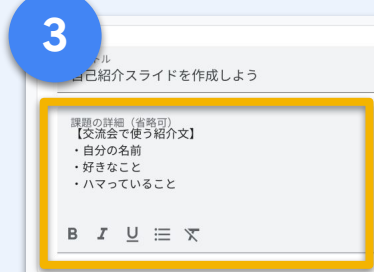 3
トル
自己紹介スライドを作成しよう
課題の詳細（省略可）
【交流会で使う紹介文】
・自分の名前
・好きなこと
・ハマっていること
B I U